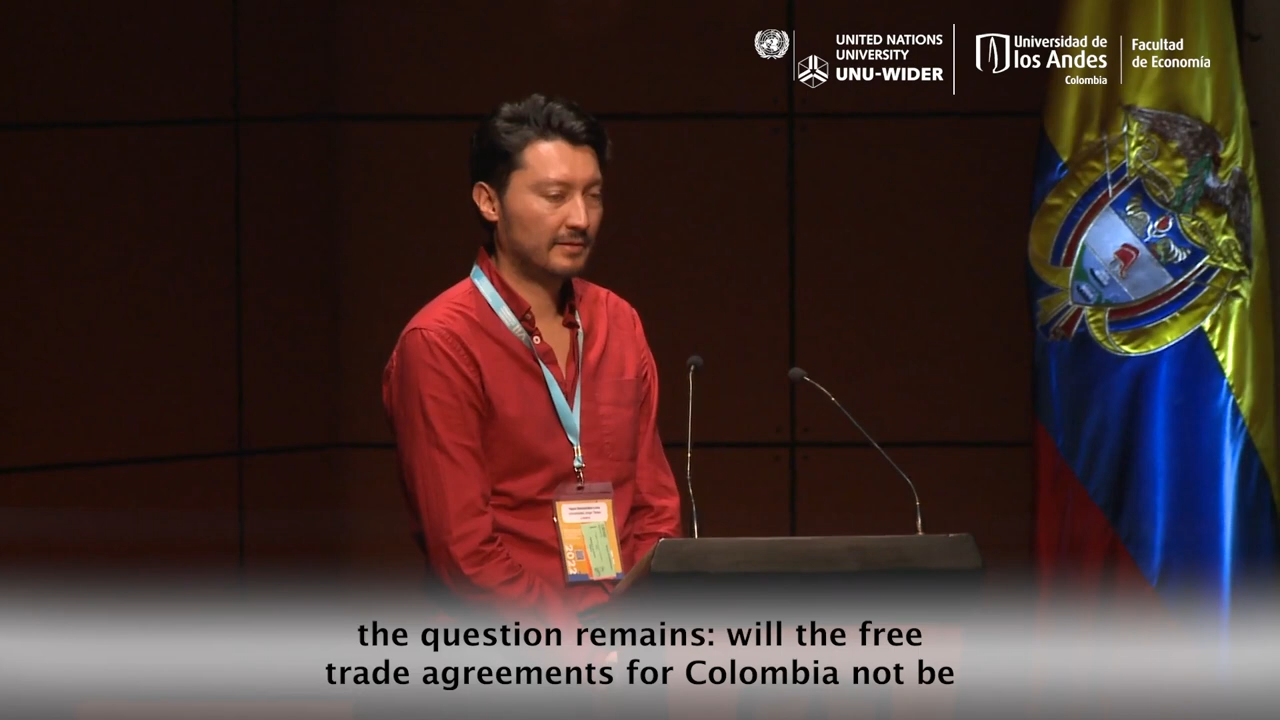 UNITED NATIONS
UNIVERSITY
UNU-WIDER
Universidad de
los Andes
Colombia
Facultad
de Economía
2022
the question remains: will the free
trade agreements for Colombia not be